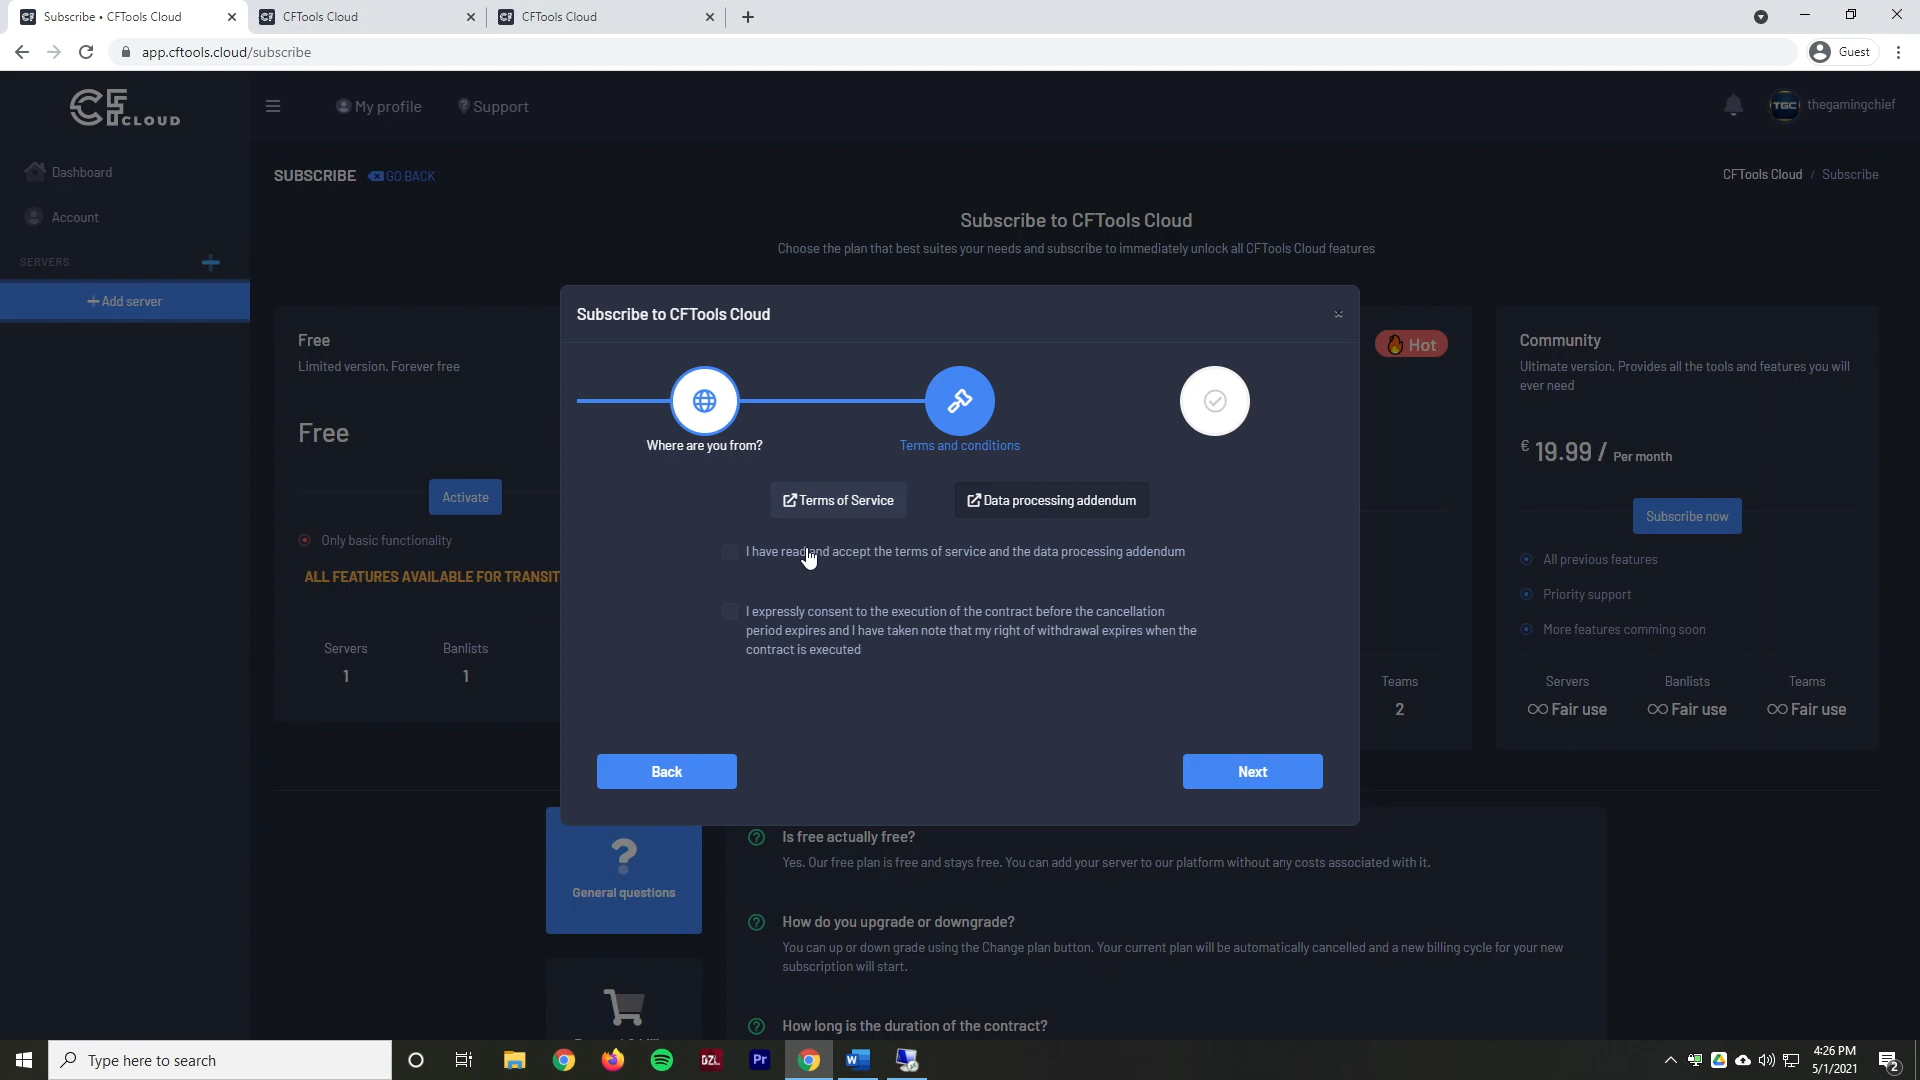 Subscribe • CFTools Cloud
CFTools Cloud
CFTools Cloud
app.cftools.cloud/subscribe
Guest
CF CLOUD
My profile
Support
TGC
thegamingchief
Dashboard
Account
SERVERS
Add server
SUBSCRIBE
GO BACK
CFTools Cloud / Subscribe
Subscribe to CFTools Cloud
Choose the plan that best suites your needs and subscribe to immediately unlock all CFTools Cloud features
Free
Limited version. Forever free
Free
Activate
Only basic functionality
ALL FEATURES AVAILABLE FOR TRANSIT
Servers
Banlists
1
1
Subscribe to CFTools Cloud
Where are you from?
Terms and conditions
Terms of Service
Data processing addendum
I have read and accept the terms of service and the data processing addendum
I expressly consent to the execution of the contract before the cancellation
period expires and I have taken note that my right of withdrawal expires when the
contract is executed
Back
Next
Hot
Teams
2
Community
Ultimate version. Provides all the tools and features you will
ever need
€ 19.99 / Per month
Subscribe now
All previous features
Priority support
More features comming soon
Servers
Banlists
Teams
Fair use
Fair use
Fair use
General questions
Is free actually free?
Yes. Our free plan is free and stays free. You can add your server to our platform without any costs associated with it.
How do you upgrade or downgrade?
You can up or down grade using the Change plan button. Your current plan will be automatically cancelled and a new billing cycle for your new
subscription will start.
How long is the duration of the contract?
Type here to search
DZL
Pr
W
4:26 PM
5/1/2021
2